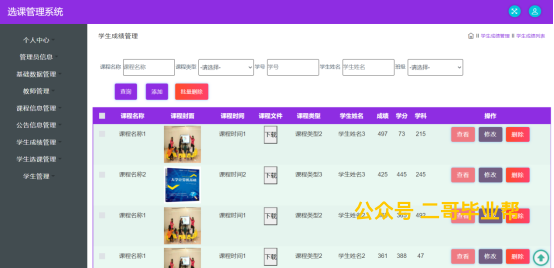 选课管理系统
个人中心
管理员信息
基础数据管理
教师管理
课程信息管理
公告信息管理
学生成绩管理
学生选课管理
学生管理
学生成绩管理
学生成绩管理 学生成绩列表
课程名称 课程名称 课程类型 -请选择- 学号 学号 学生姓名 学生姓名 班级 -请选择-
查询 添加 批量删除
课程名称 课程封面 课程时间 课程文件 课程类型 学生姓名 成绩 学分 学科 操作
课程名称1 课程时间1 下载 课程类型2 学生姓名3 497 73 215 查看 修改 删除
课程名称2 课程时间2 下载 课程类型3 学生姓名3 425 445 245 查看 修改 删除
课程名称1 课程时间1 下载 课程类型2 学生姓名2 493 查看 修改 删除
课程名称1 课程时间1 下载 课程类型2 学生姓名2 361 388 47 查看 修改 删除
公众号 二哥毕业帮